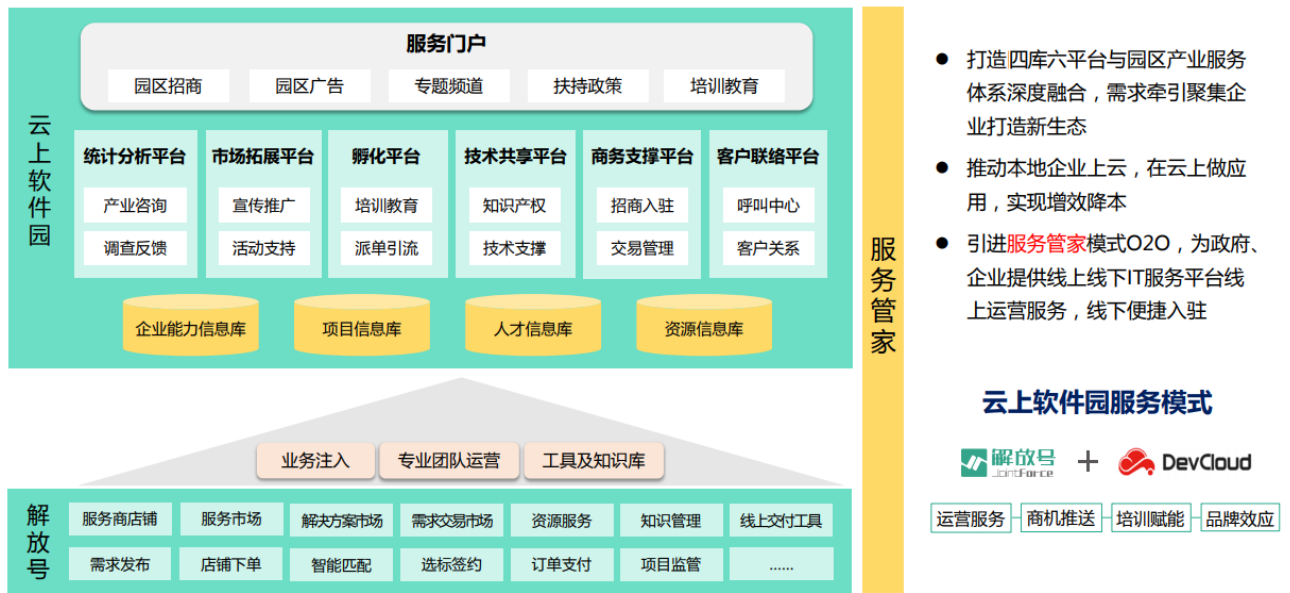 服务门户
园区招商
园区广告
专题频道
扶持政策
培训教育
云上软件园
统计分析平台
产业咨询
调查反馈
市场拓展平台
宣传推广
活动支持
孵化平台
培训教育
派单引流
技术共享平台
知识产权
技术支撑
商务支撑平台
招商入驻
交易管理
客户联络平台
呼叫中心
客户关系
企业能力信息库
项目信息库
人才信息库
资源信息库
业务注入
专业团队运营
工具及知识库
解放号
服务商店铺
服务市场
解决方案市场
需求交易市场
资源服务
知识管理
线上交付工具
需求发布
店铺下单
智能匹配
选标签约
订单支付
项目监管
......
服务管家
● 打造四库六平台与园区产业服务
体系深度融合，需求牵引聚集企
业打造新生态
● 推动本地企业上云，在云上做应
用，实现增效降本
● 引进服务管家模式O2O，为政府、
企业提供线上线下IT服务平台线
上运营服务，线下便捷入驻
云上软件园服务模式
解放号
JointForce
+
DevCloud
运营服务
商机推送
培训赋能
品牌效应